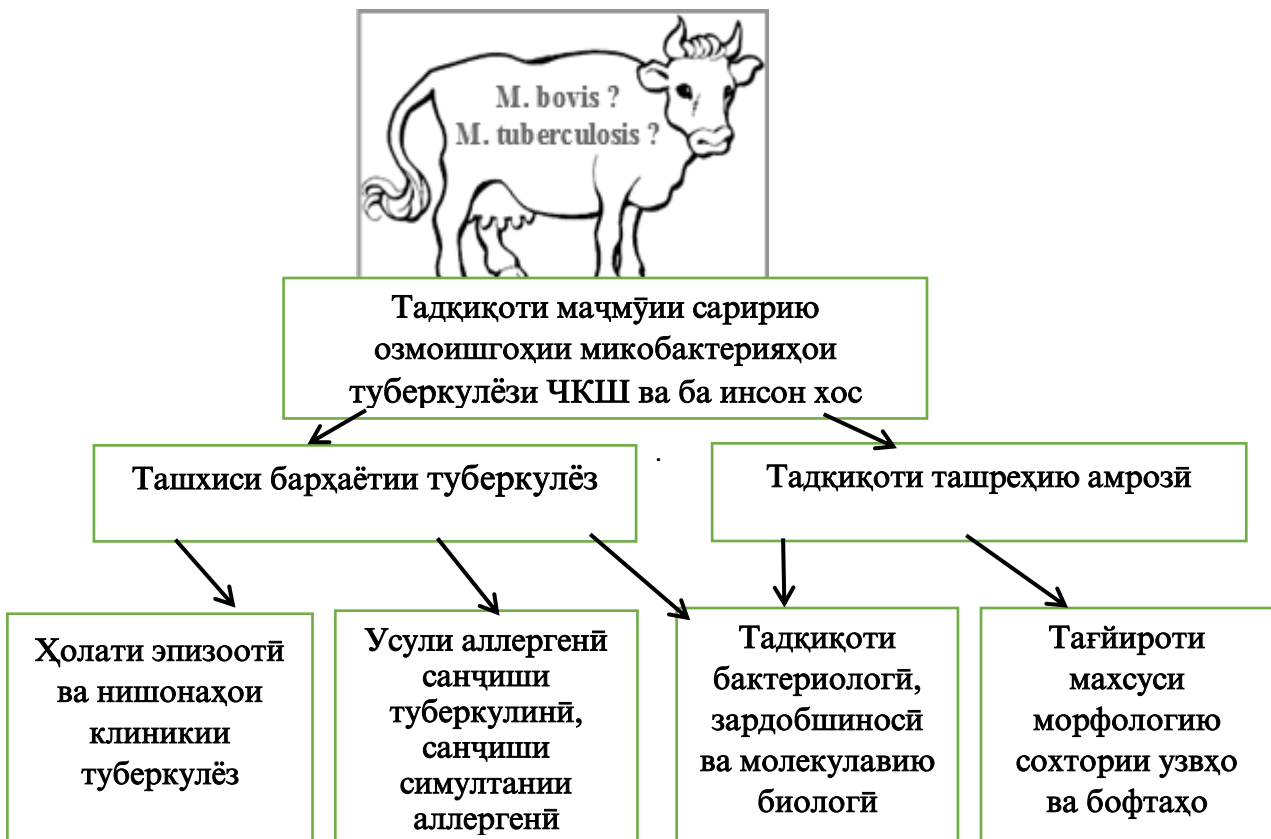 M. bovis ?
M. tuberculosis ?
Тадқиқоти маҷмӯии саририю
озмоишгоҳии микобактерияҳои
туберкулёзи ЧКШ ва ба инсон хос
Ташхиси барҳаётии туберкулёз
Тадқиқоти ташреҳию амрозӣ
Ҳолати эпизоотӣ
ва нишонаҳои
клиникии
туберкулёз
Усули аллергенӣ
санҷиши
туберкулинӣ,
санҷиши
симултании
аллергенӣ
Тадқиқоти
бактериологӣ,
зардобшиносӣ
ва молекулавию
биологӣ
Тағйироти
махсуси
морфологию
сохтории узвҳо
ва бофтаҳо